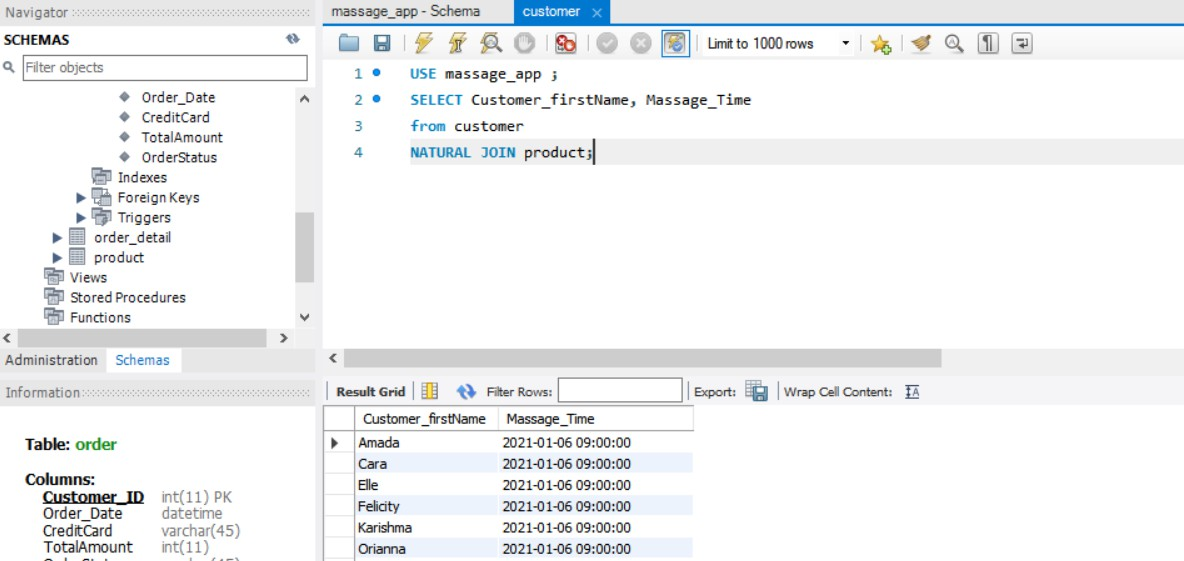 Navigator
SCHEMAS
Filter objects
Order_Date
CreditCard
TotalAmount
OrderStatus
Indexes
Foreign Keys
Triggers
order_detail
product
Views
Stored Procedures
Functions
Administration Schemas
Information
Table: order
Columns:
Customer_ID int(11) PK
Order_Date datetime
CreditCard varchar(45)
TotalAmount int(11)
massage_app - Schema customer
Limit to 1000 rows
1 USE massage_app ;
2 SELECT Customer_firstName, Massage_Time
3 from customer
4 NATURAL JOIN product;
Result Grid Filter Rows: Export: Wrap Cell Content:
Customer_firstName Massage_Time
Amada 2021-01-06 09:00:00
Cara 2021-01-06 09:00:00
Elle 2021-01-06 09:00:00
Felicity 2021-01-06 09:00:00
Karishma 2021-01-06 09:00:00
Orianna 2021-01-06 09:00:00